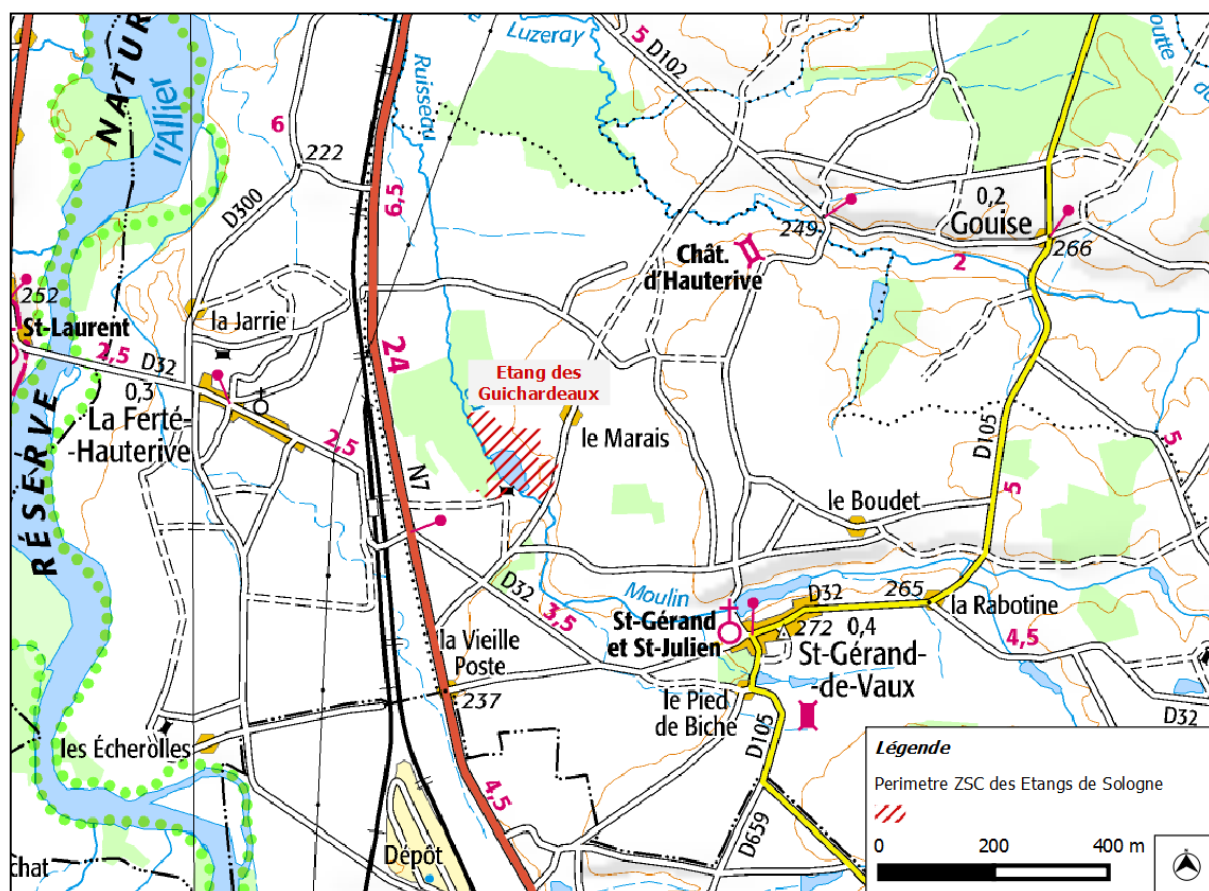 NATUR
l'Allier
RÉSERVE
6
222
D300
5,6
Ruisseau
Luzeray
5
D102
249
Chât.
d'Hauterive
0,2
Gouise
2
266
252
St-Laurent
2,5
D32
la Jarrie
0,3
La Ferté-
-Hauterive
2,5
24
N7
Etang des
Guichardeaux
le Marais
D105
5
5
le Boudet
D32
3,5
Moulin
St-Gérand
et St-Julien
D32
265
la Rabotine
272
0,4
St-Gérand-
-de-Vaux
4,5
D32
la Vieille
Poste
237
le Pied
de Biche
D105
les Écherolles
4,5
Dépôt
D659
chat
Légende
Perimetre ZSC des Etangs de Sologne
0 200 400 m